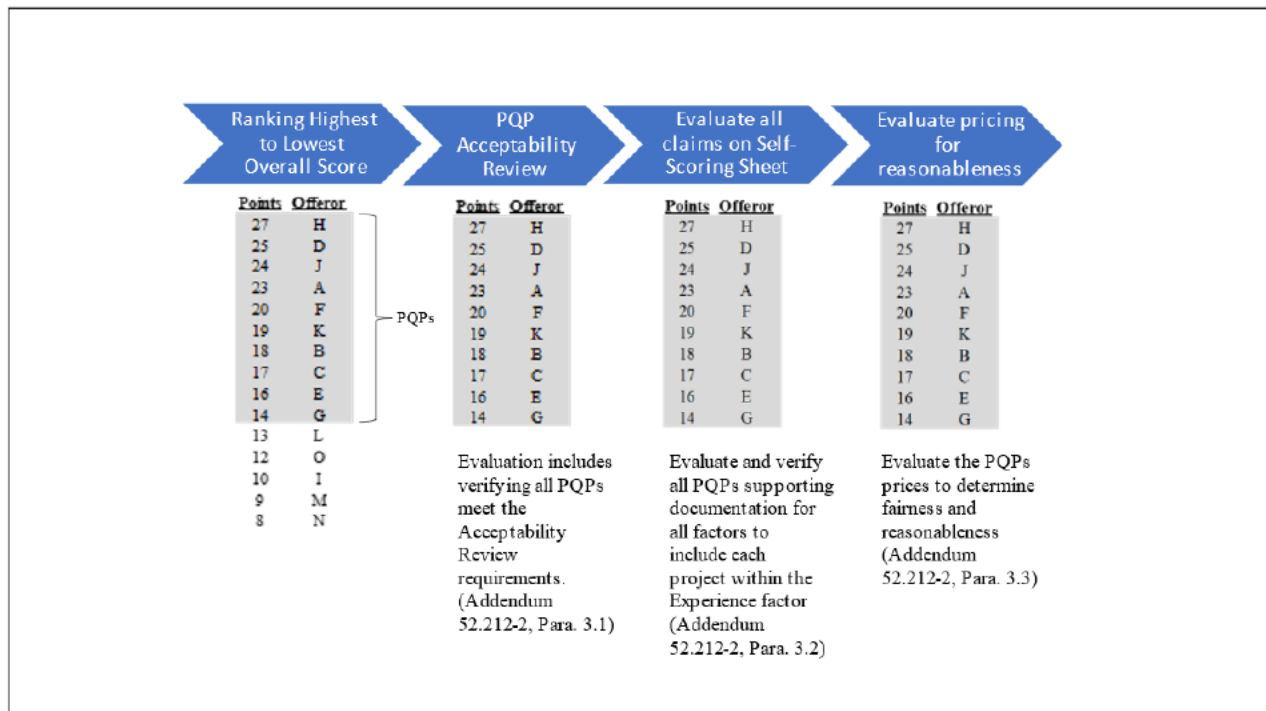 Ranking Highest
to Lowest
Overall Score
PQP
Acceptability
Review
Evaluate all
claims on Self-
Scoring Sheet
Evaluate pricing
for
reasonableness
Points Offeror
27 H
25 D
24 J
23 A
20 F
19 K
18 B
17 C
16 E
14 G
13 L
12 O
10 I
9 M
8 N
PQPs
Points Offeror
27 H
25 D
24 J
23 A
20 F
19 K
18 B
17 C
16 E
14 G
Evaluation includes
verifying all PQPs
meet the
Acceptability
Review
requirements.
(Addendum
52.212-2, Para. 3.1)
Points Offeror
27 H
25 D
24 J
23 A
20 F
19 K
18 B
17 C
16 E
14 G
Evaluate and verify
all PQPs supporting
documentation for
all factors to
include each
project within the
Experience factor
(Addendum
52.212-2, Para. 3.2)
Points Offeror
27 H
25 D
24 J
23 A
20 F
19 K
18 B
17 C
16 E
14 G
Evaluate the PQPs
prices to determine
fairness and
reasonableness
(Addendum
52.212-2, Para. 3.3)